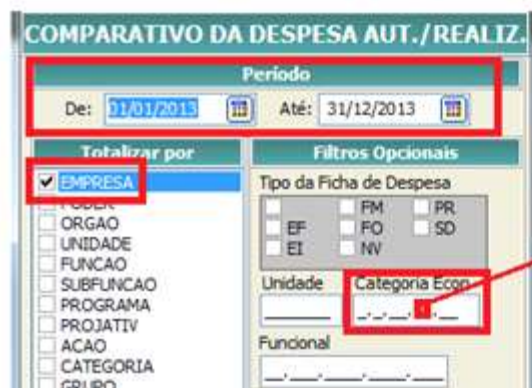 COMPARATIVO DA DESPESA AUT./REALIZ.
Período
De: 01/01/2013 Até: 31/12/2013
Totalizar por
EMPRESA
PODER
ORGAO
UNIDADE
FUNCAO
SUBFUNCAO
PROGRAMA
PROJATIV
ACAO
CATEGORIA
GRUPO
Filtros Opcionais
Tipo da Ficha de Despesa
FM PR
EF FO SO
EI NV
Unidade Categoria Econ
Funcional